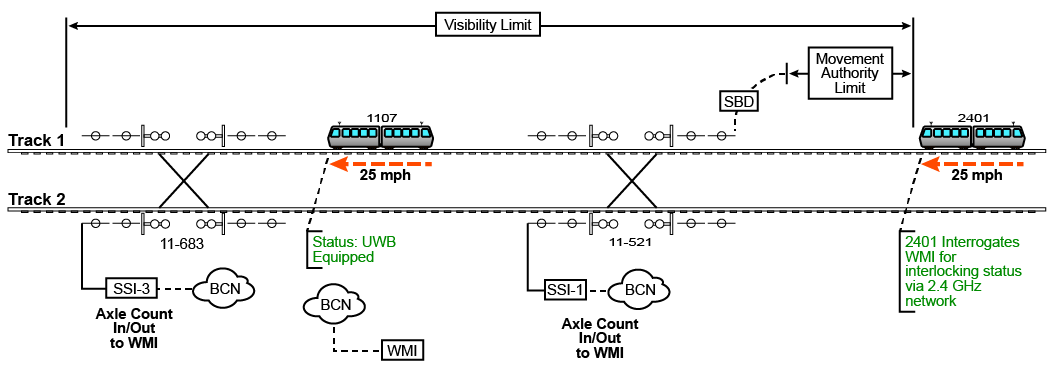 Visibility Limit
Movement
Authority
Limit
SBD
1107
2401
Track 1
25 mph
25 mph
Track 2
11-683
Status: UWB
Equipped
11-521
2401 Interrogates
WMI for
interlocking status
via 2.4 GHz
network
SSI-3
BCN
Axle Count
In/Out
to WMI
BCN
WMI
SSI-1
BCN
Axle Count
In/Out
to WMI